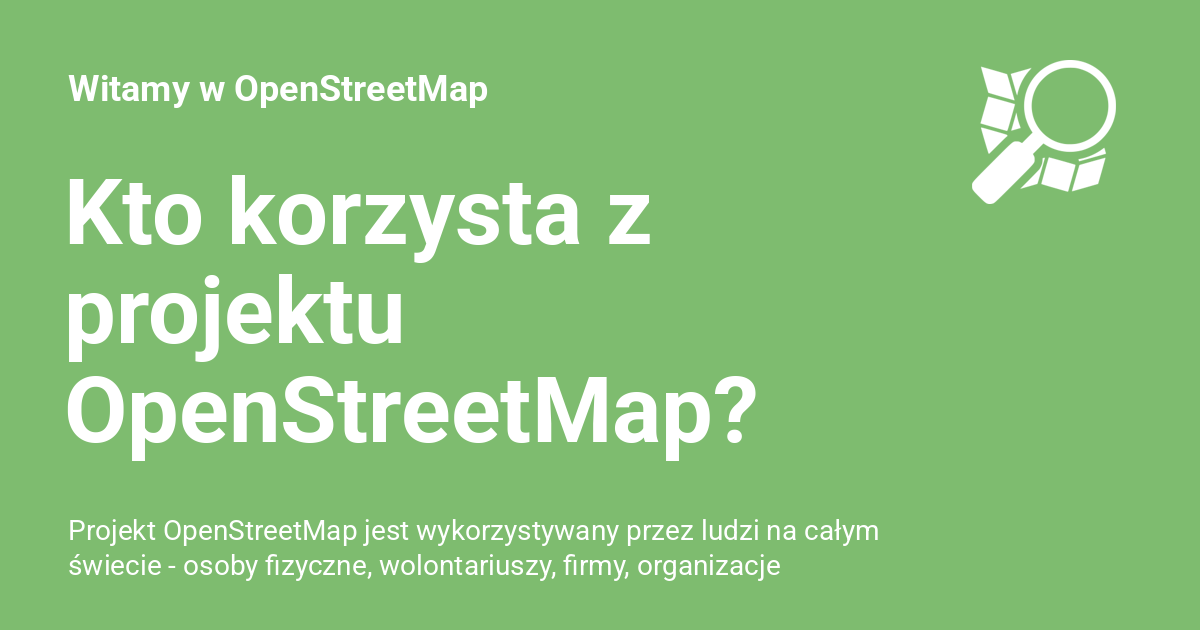 Witamy w OpenStreetMap
Kto korzysta z
projektu
OpenStreetMap?
Projekt OpenStreetMap jest wykorzystywany przez ludzi na całym
świecie - osoby fizyczne, wolontariuszy, firmy, organizacje